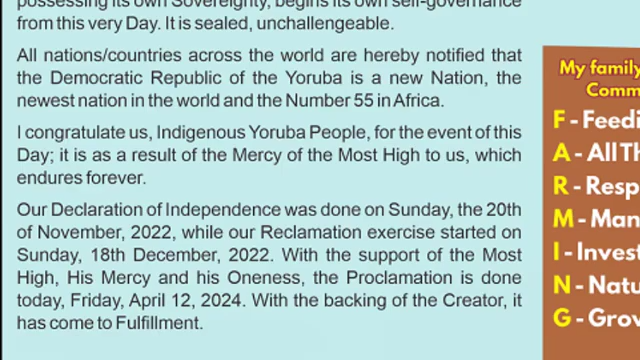 possessing its own Sovereignty, begins its own self-governance
from this very Day. It is sealed, unchallengeable.
All nations/countries across the world are hereby notified that
the Democratic Republic of the Yoruba is a new Nation, the
newest nation in the world and the Number 55 in Africa.
I congratulate us, Indigenous Yoruba People, for the event of this
Day; it is as a result of the Mercy of the Most High to us, which
endures forever.
Our Declaration of Independence was done on Sunday, the 20th
of November, 2022, while our Reclamation exercise started on
Sunday, 18th December, 2022. With the support of the Most
High, His Mercy and his Oneness, the Proclamation is done
today, Friday, April 12, 2024. With the backing of the Creator, it
has come to Fulfillment.
My family
Comm
F - Feedi
A - All Th
R - Resp
M - Man
I - Invest
N - Natu
G - Grov